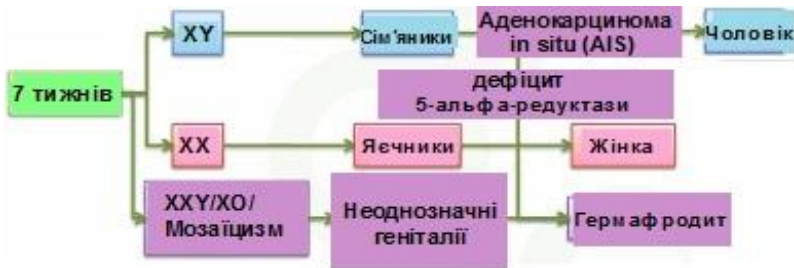 XY
Сім'яники
Аденокарцинома
in situ (AIS)
Чоловік
7 тижнів
дефіцит
5-альфа-редуктази
XX
Яєчники
Жінка
XXY/XO/
Мозаїцизм
Неоднозначні
геніталії
Гермафродит